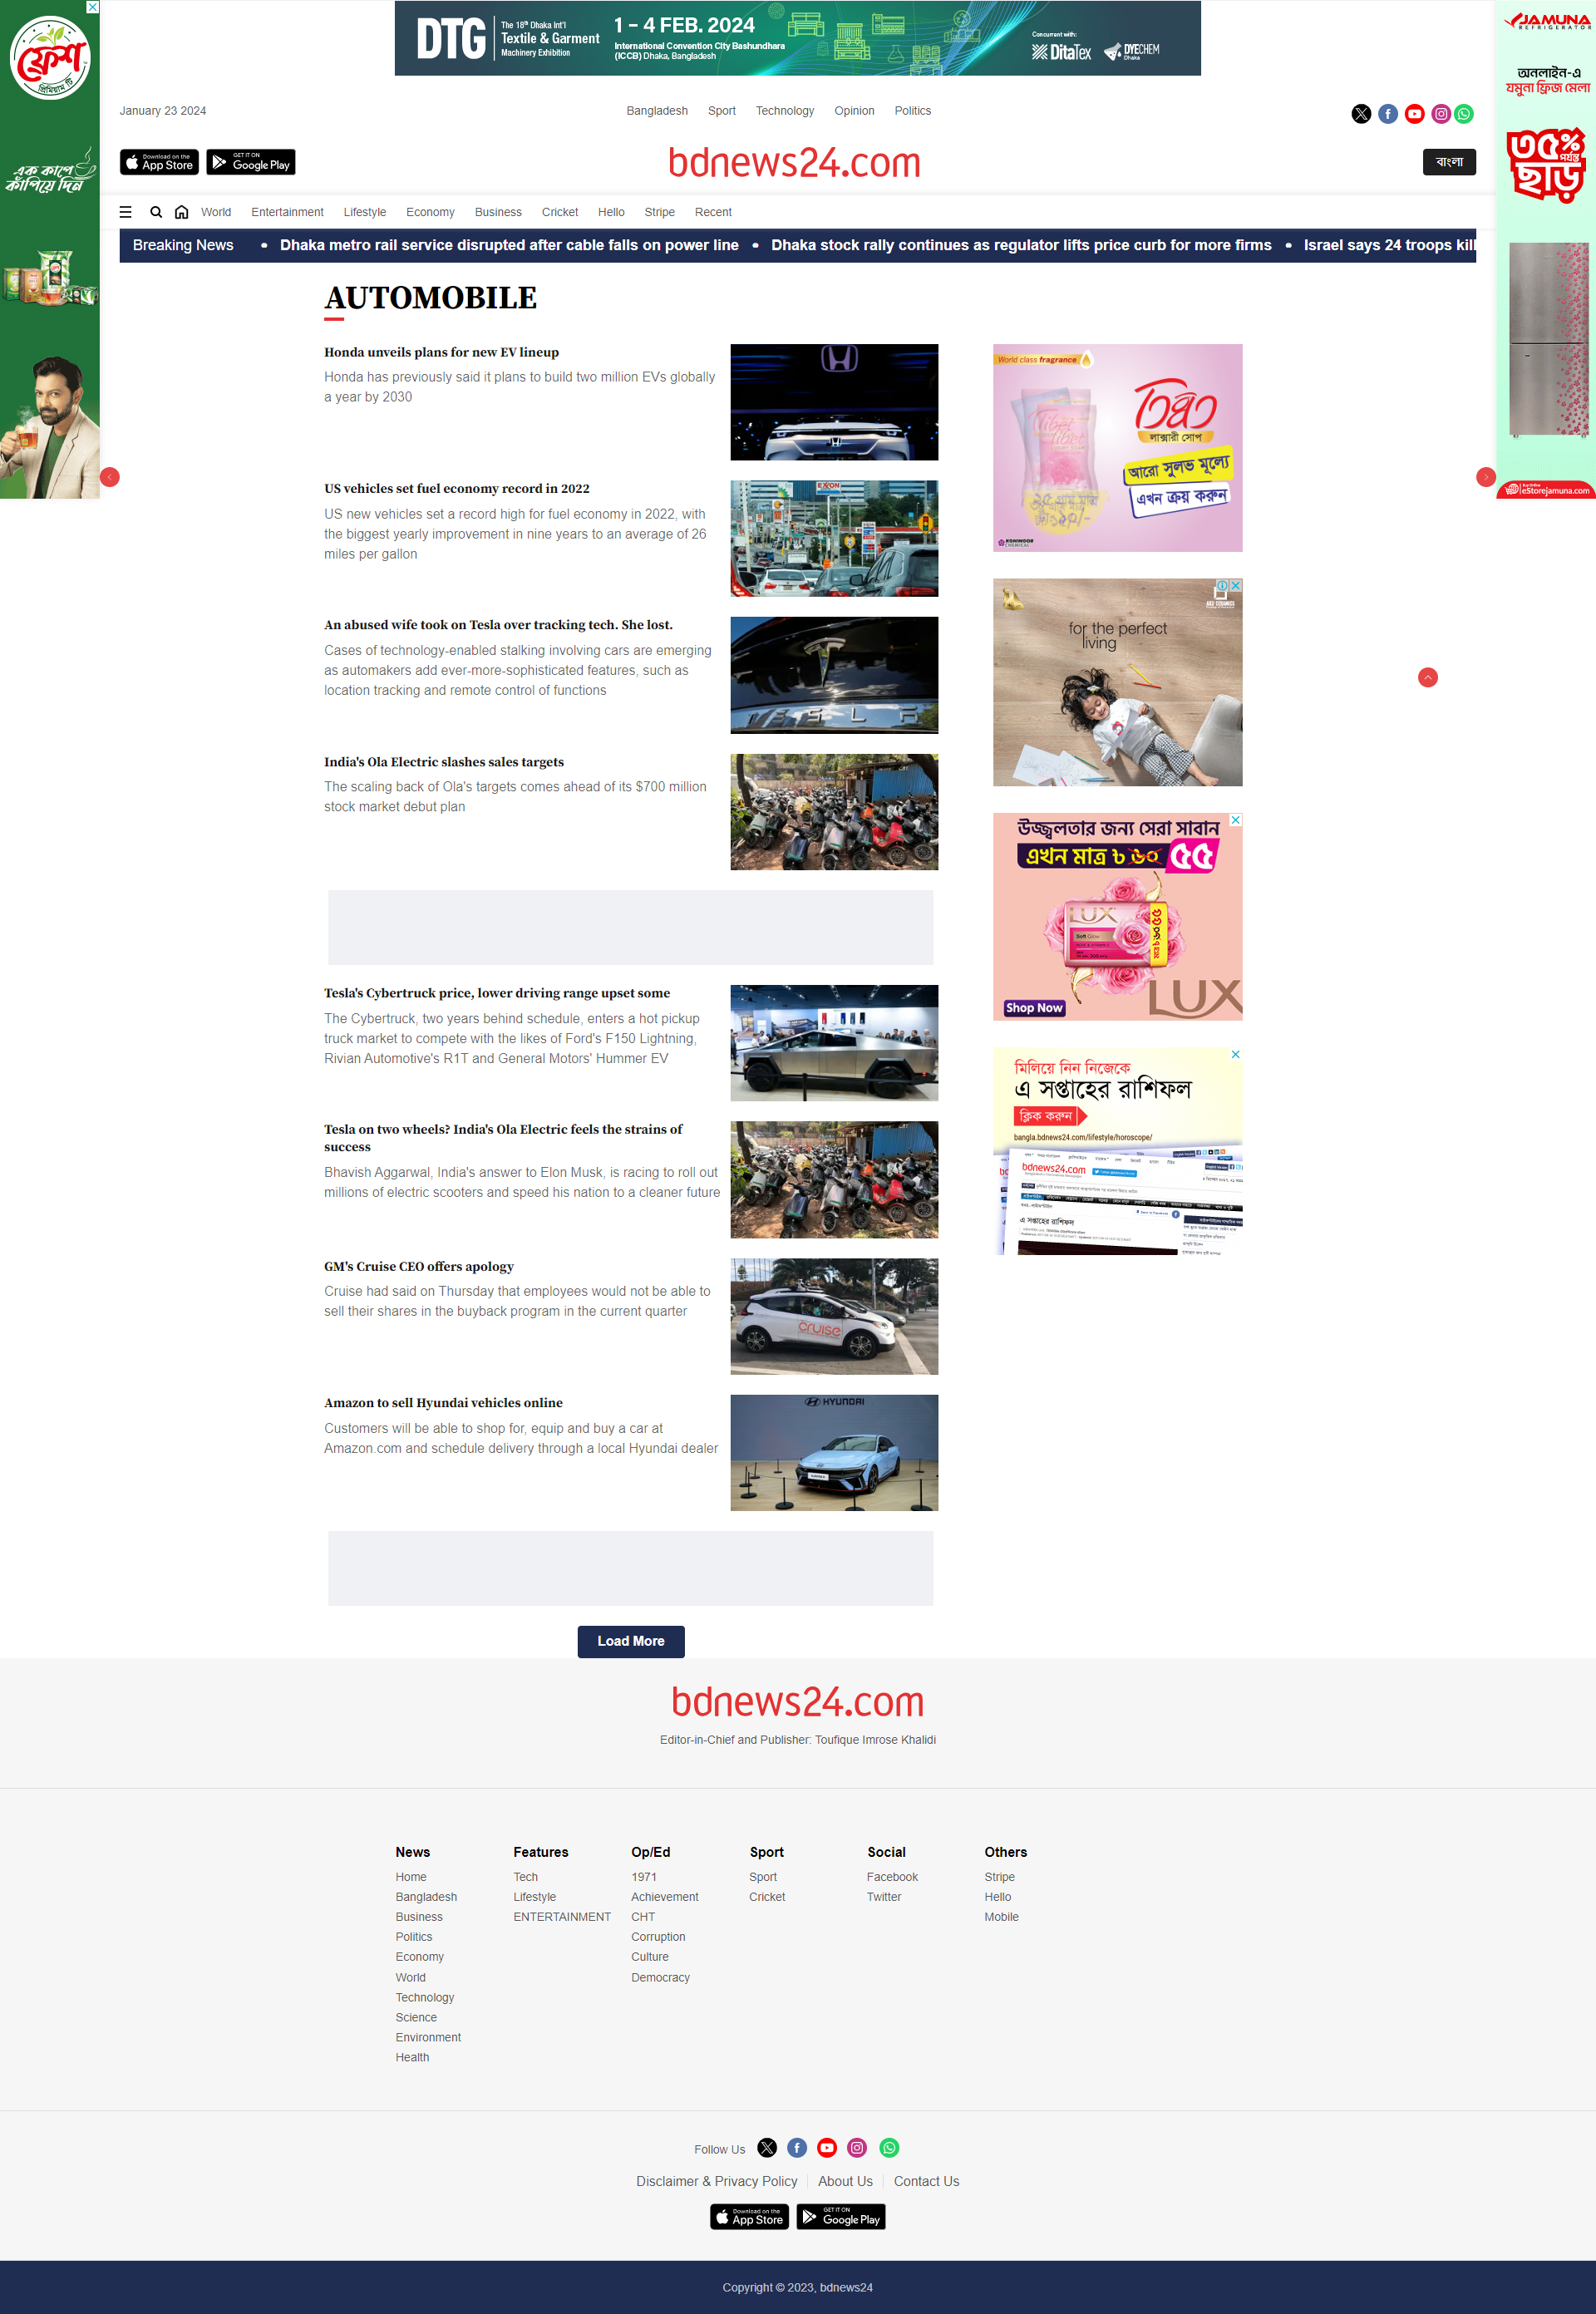 ফ্রেশ
প্রিমিয়াম টি
এক কাপে
কাঁপিয়ে দিন
DTG
The 18th Dhaka Int'l
Textile & Garment
Machinery Exhibition
1 – 4 FEB. 2024
International Convention City Bashundhara
(ICCB) Dhaka, Bangladesh
Concurrent with:
DitaTex
DYECHEM
Dhaka
JAMUNA
REFRIGERATOR
অনলাইন-এ
যমুনা ফ্রিজ মেলা
৩৫%
পর্যন্ত
ছাড়
eStorejamuna.com
January 23 2024
Bangladesh Sport Technology Opinion Politics
Download on the
App Store
GET IT ON
Google Play
bdnews24.com
বাংলা
World Entertainment Lifestyle Economy Business Cricket Hello Stripe Recent
Breaking News • Dhaka metro rail service disrupted after cable falls on power line • Dhaka stock rally continues as regulator lifts price curb for more firms • Israel says 24 troops kill
AUTOMOBILE
Honda unveils plans for new EV lineup
Honda has previously said it plans to build two million EVs globally
a year by 2030
US vehicles set fuel economy record in 2022
US new vehicles set a record high for fuel economy in 2022, with
the biggest yearly improvement in nine years to an average of 26
miles per gallon
EXXON
An abused wife took on Tesla over tracking tech. She lost.
Cases of technology-enabled stalking involving cars are emerging
as automakers add ever-more-sophisticated features, such as
location tracking and remote control of functions
India's Ola Electric slashes sales targets
The scaling back of Ola's targets comes ahead of its $700 million
stock market debut plan
Tesla's Cybertruck price, lower driving range upset some
The Cybertruck, two years behind schedule, enters a hot pickup
truck market to compete with the likes of Ford's F150 Lightning,
Rivian Automotive's R1T and General Motors' Hummer EV
Tesla on two wheels? India's Ola Electric feels the strains of
success
Bhavish Aggarwal, India's answer to Elon Musk, is racing to roll out
millions of electric scooters and speed his nation to a cleaner future
GM's Cruise CEO offers apology
Cruise had said on Thursday that employees would not be able to
sell their shares in the buyback program in the current quarter
cruise
Amazon to sell Hyundai vehicles online
Customers will be able to shop for, equip and buy a car at
Amazon.com and schedule delivery through a local Hyundai dealer
HYUNDAI
World class fragrance
তিব্বত
লাক্সারী সোপ
আরো সুলভ মূল্যে
এখন ক্রয় করুন
KOHINOOR
CHEMICAL
for the perfect
living
উজ্জ্বলতার জন্য সেরা সাবান
এখন মাত্র ৳ ৬০ ৫৫
LUX
Soft Glow
Shop Now
LUX
মিলিয়ে নিন নিজেকে
এ সপ্তাহের রাশিফল
ক্লিক করুন
bangla.bdnews24.com/lifestyle/horoscope/
bdnews24.com
এ সপ্তাহের রাশিফল
Load More
bdnews24.com
Editor-in-Chief and Publisher: Toufique Imrose Khalidi
News
Home
Bangladesh
Business
Politics
Economy
World
Technology
Science
Environment
Health
Features
Tech
Lifestyle
ENTERTAINMENT
Op/Ed
1971
Achievement
CHT
Corruption
Culture
Democracy
Sport
Sport
Cricket
Social
Facebook
Twitter
Others
Stripe
Hello
Mobile
Follow Us
Disclaimer & Privacy Policy About Us Contact Us
Download on the
App Store
GET IT ON
Google Play
Copyright © 2023, bdnews24